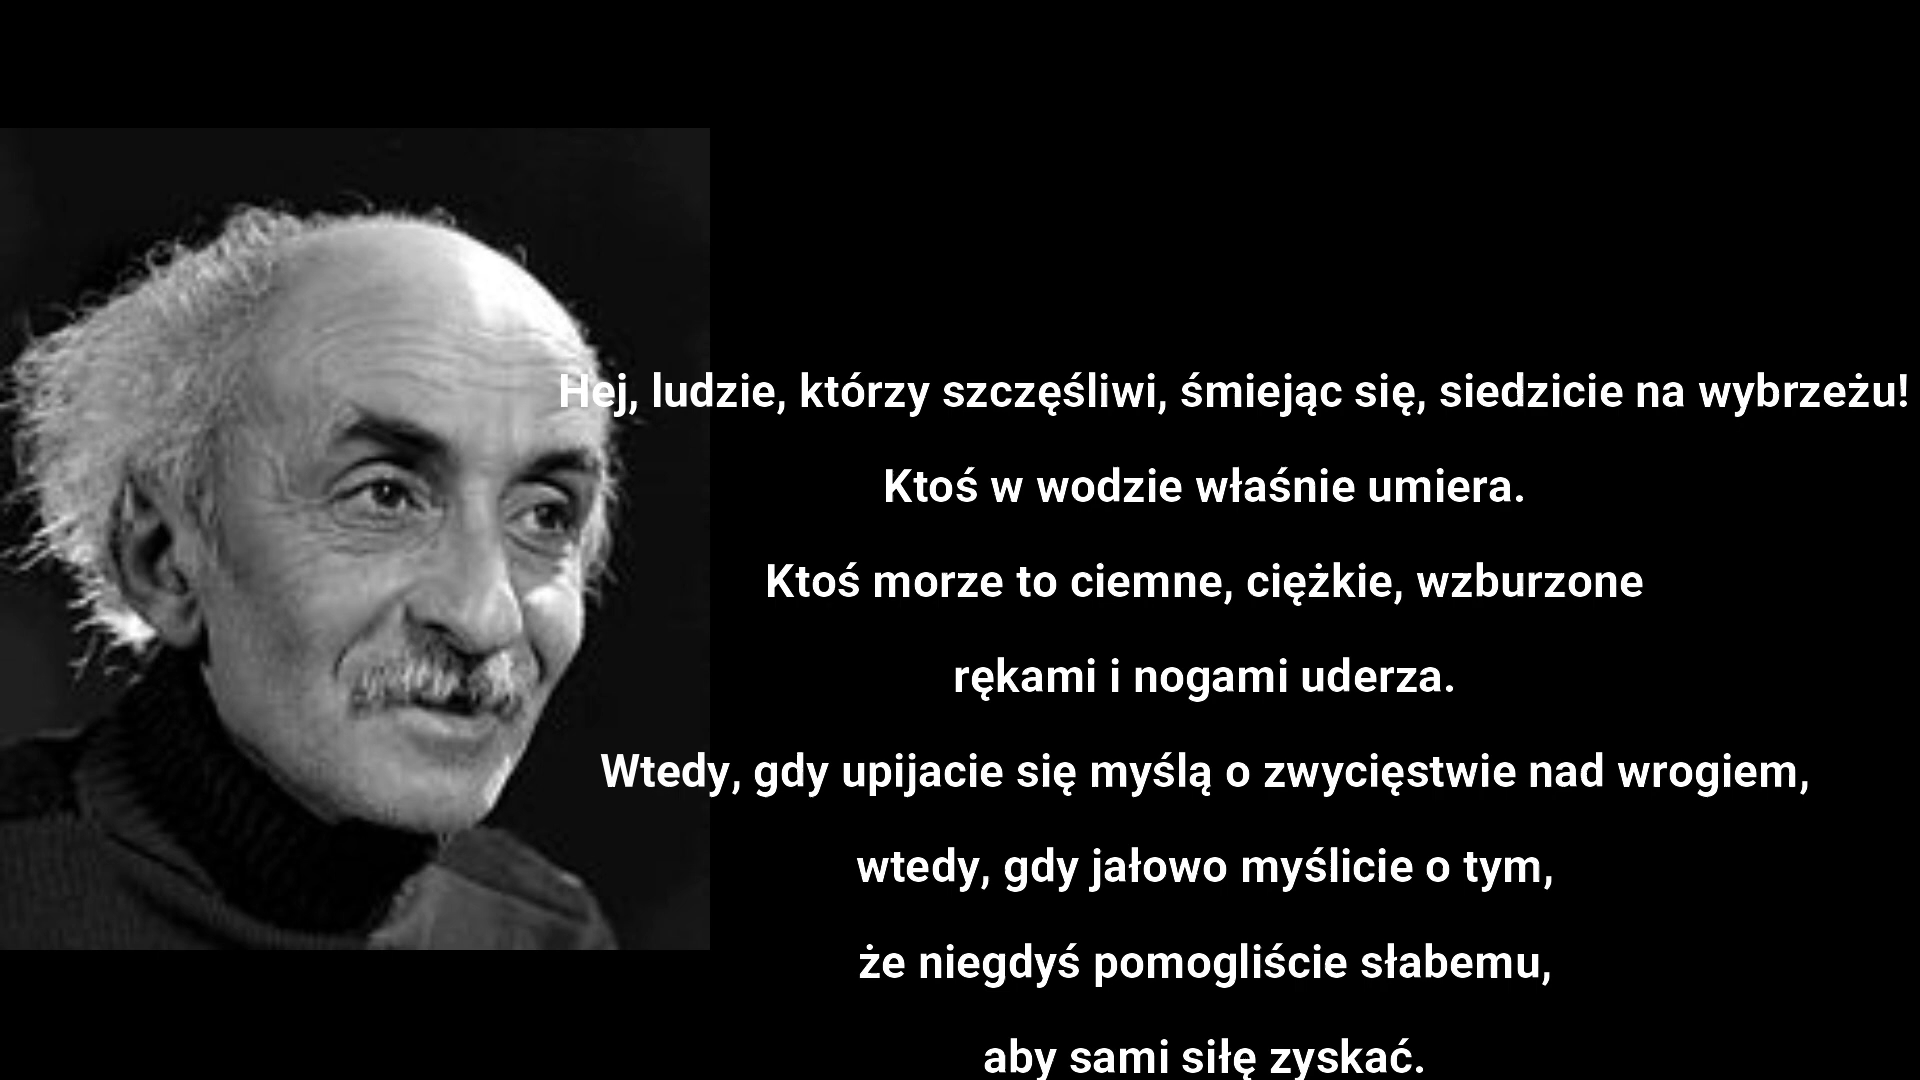 Hej, ludzie, którzy szczęśliwi, śmiejąc się, siedzicie na wybrzeżu!
Ktoś w wodzie właśnie umiera.
Ktoś morze to ciemne, ciężkie, wzburzone
rękami i nogami uderza.
Wtedy, gdy upijacie się myślą o zwycięstwie nad wrogiem,
wtedy, gdy jałowo myślicie o tym,
że niegdyś pomogliście słabemu,
aby sami siłę zyskać.